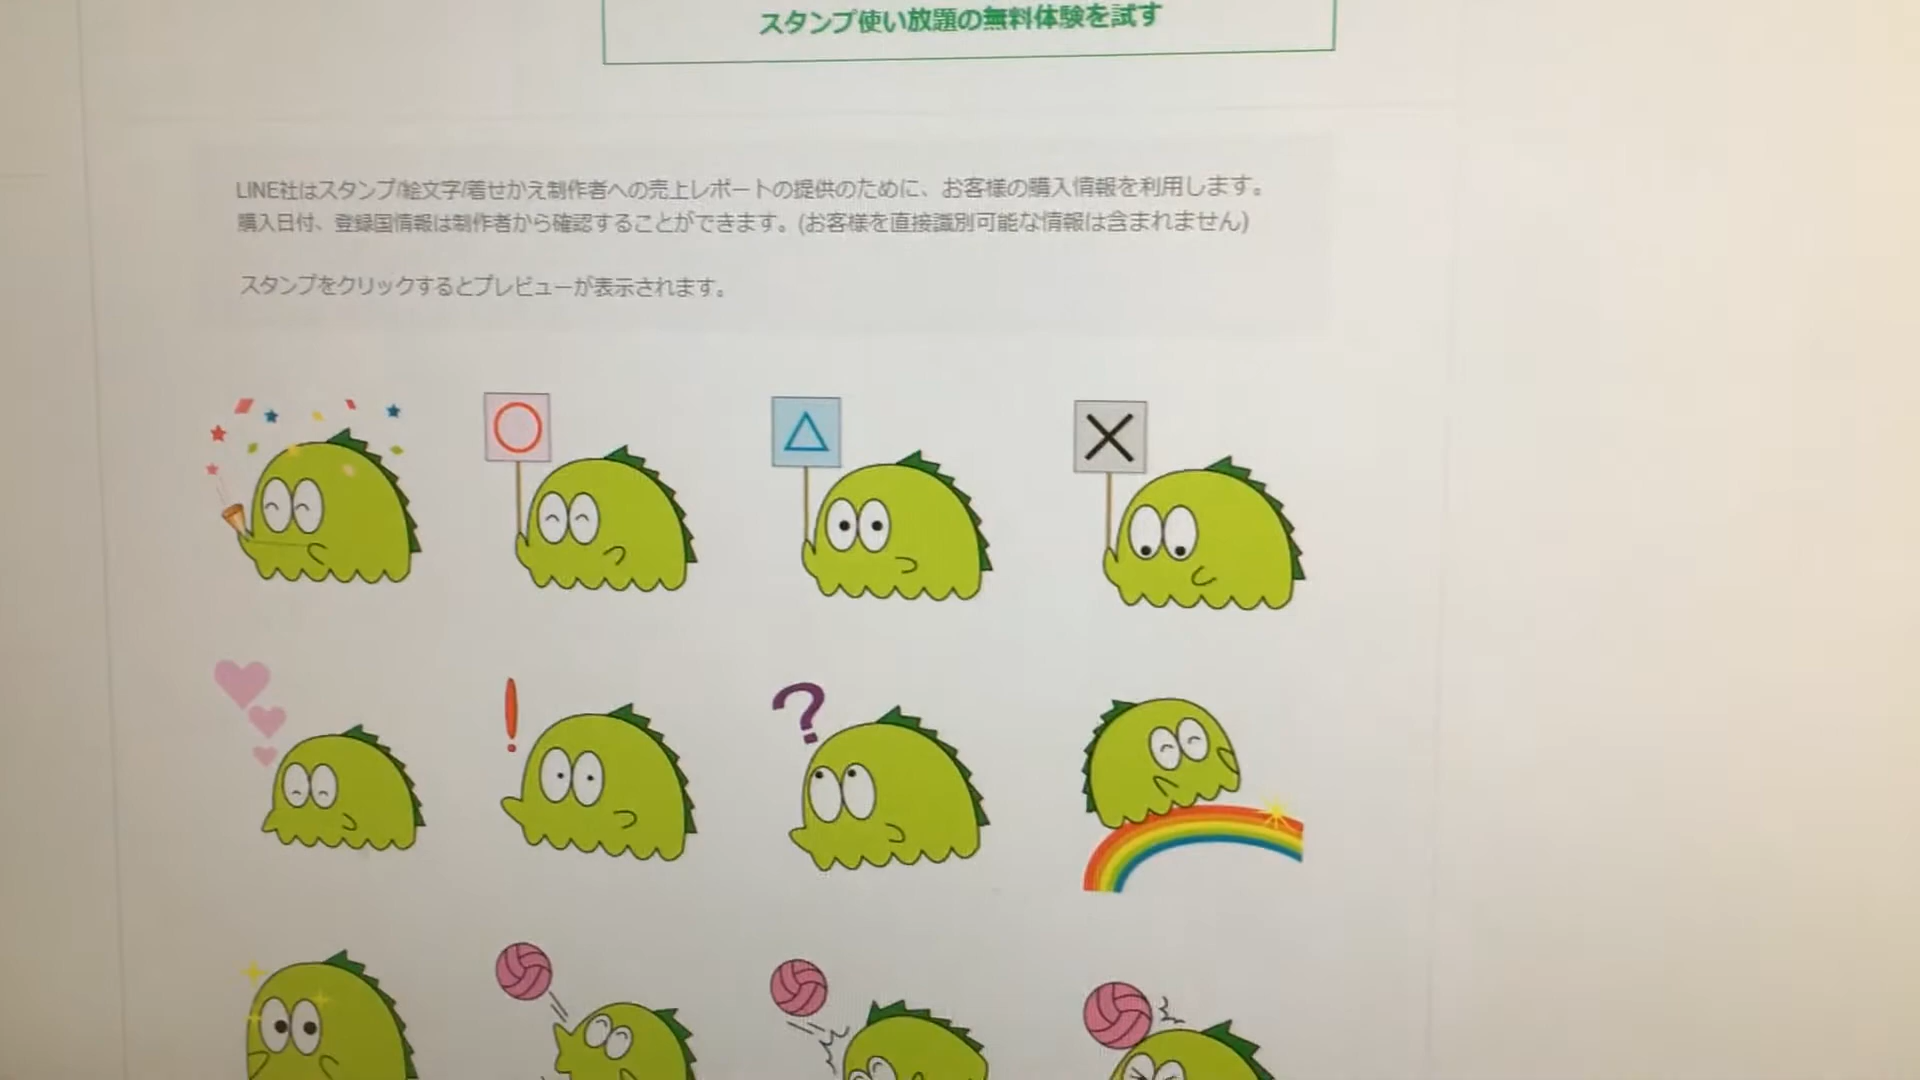 スタンプ使い放題の無料体験を試す
LINE社はスタンプ/絵文字/着せかえ制作者への売上レポートの提供のために、お客様の購入情報を利用します。
購入日付、登録国情報は制作者から確認することができます。(お客様を直接識別可能な情報は含まれません)
スタンプをクリックするとプレビューが表示されます。
!
?